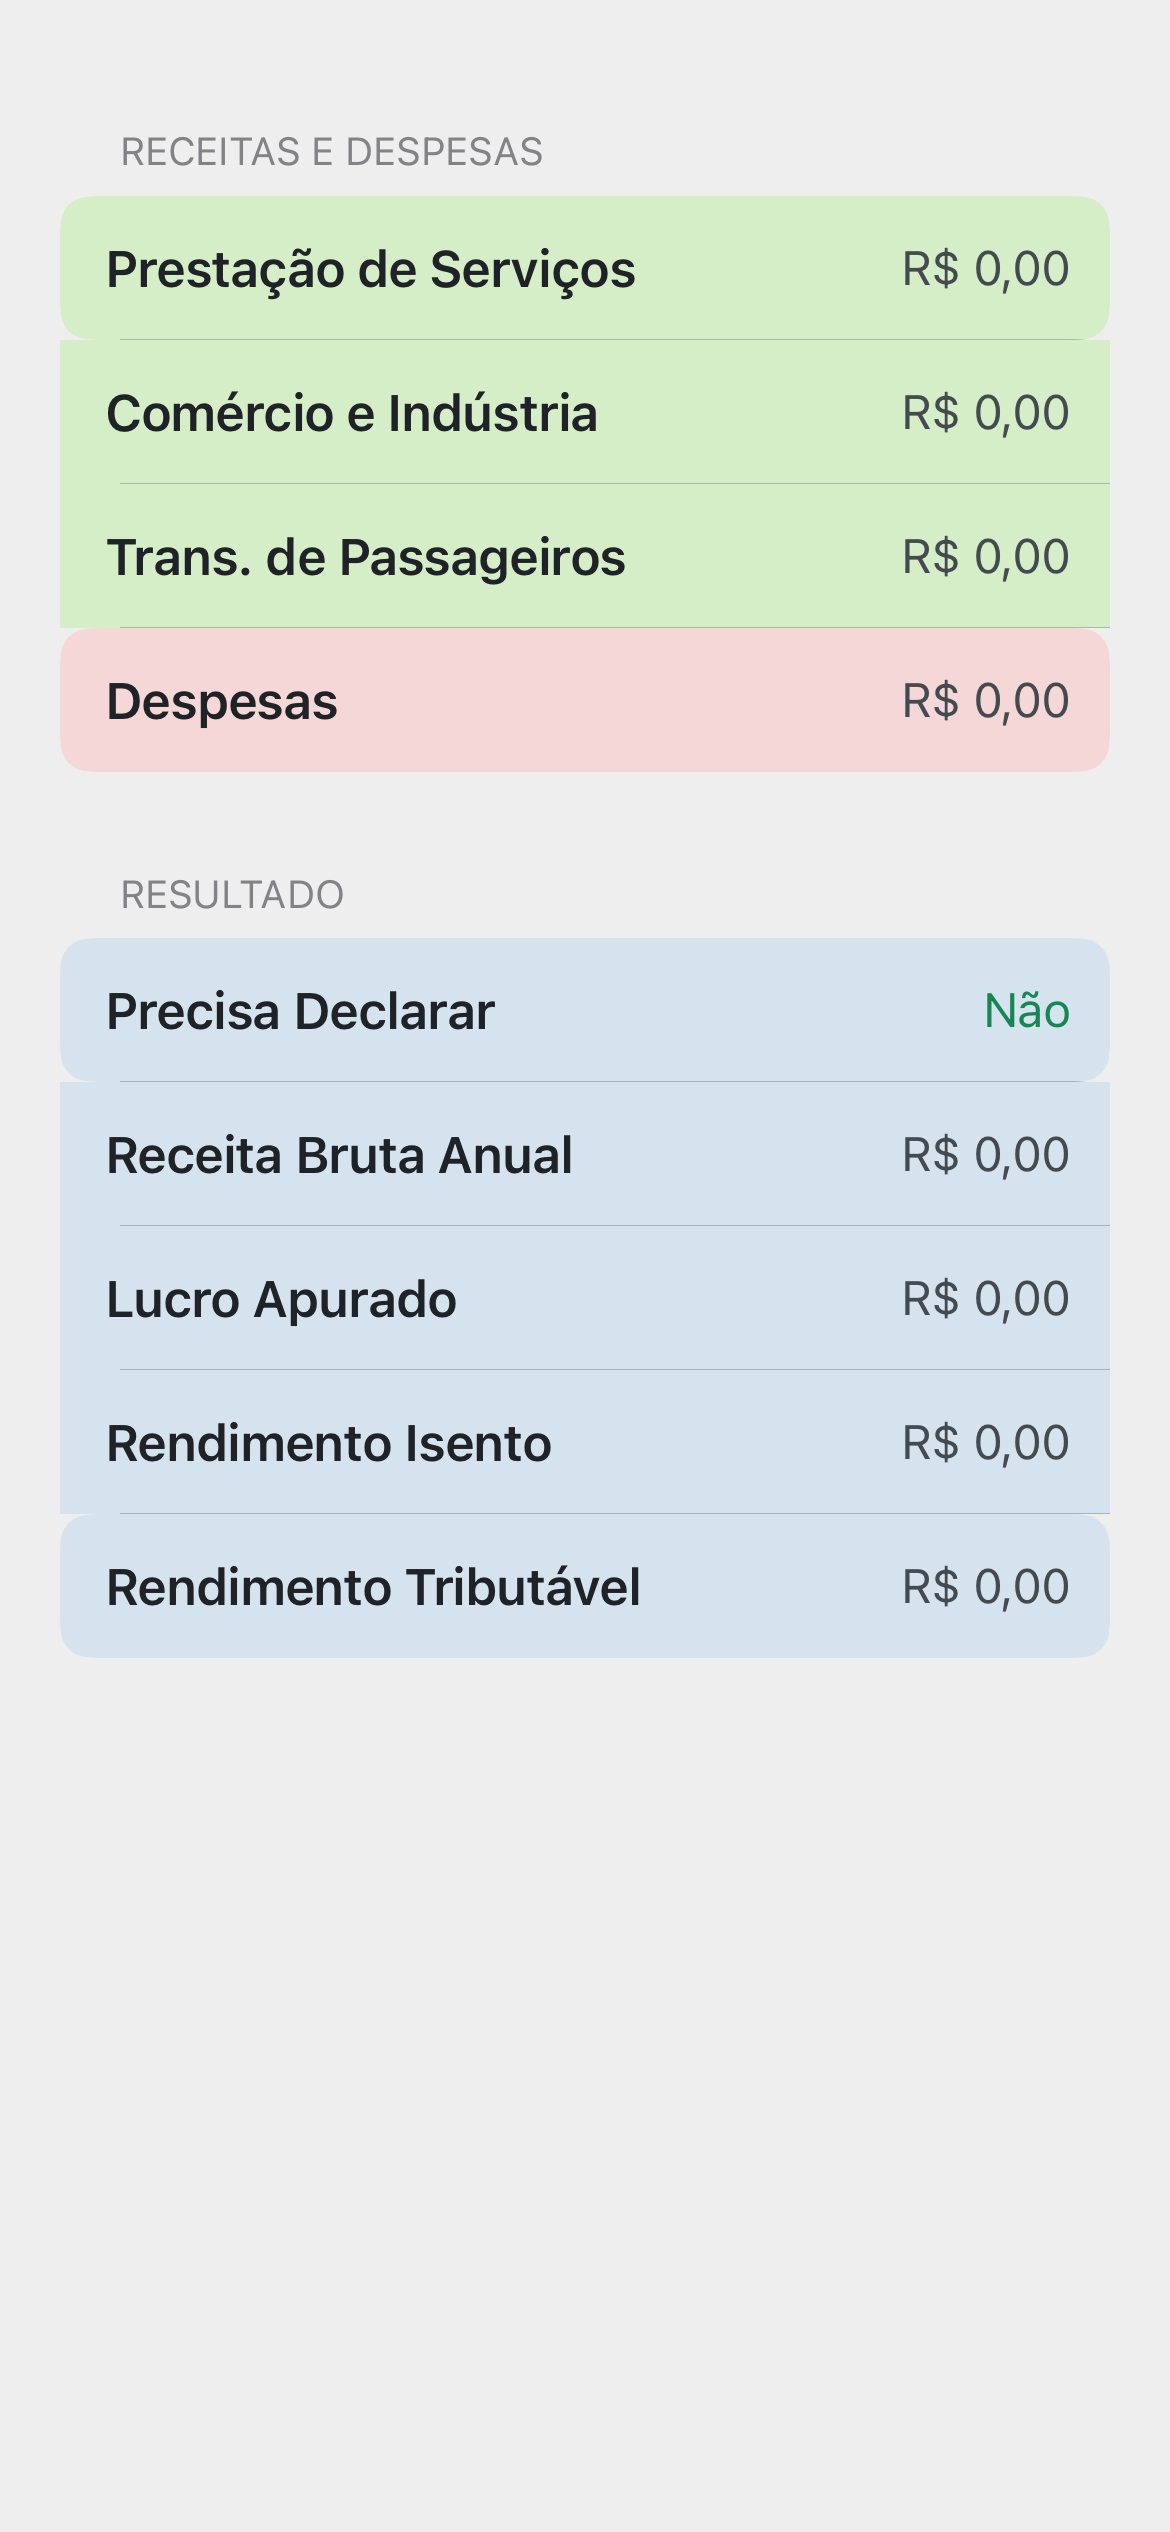 RECEITAS E DESPESAS
Prestação de Serviços R$ 0,00
Comércio e Indústria R$ 0,00
Trans. de Passageiros R$ 0,00
Despesas R$ 0,00
RESULTADO
Precisa Declarar Não
Receita Bruta Anual R$ 0,00
Lucro Apurado R$ 0,00
Rendimento Isento R$ 0,00
Rendimento Tributável R$ 0,00